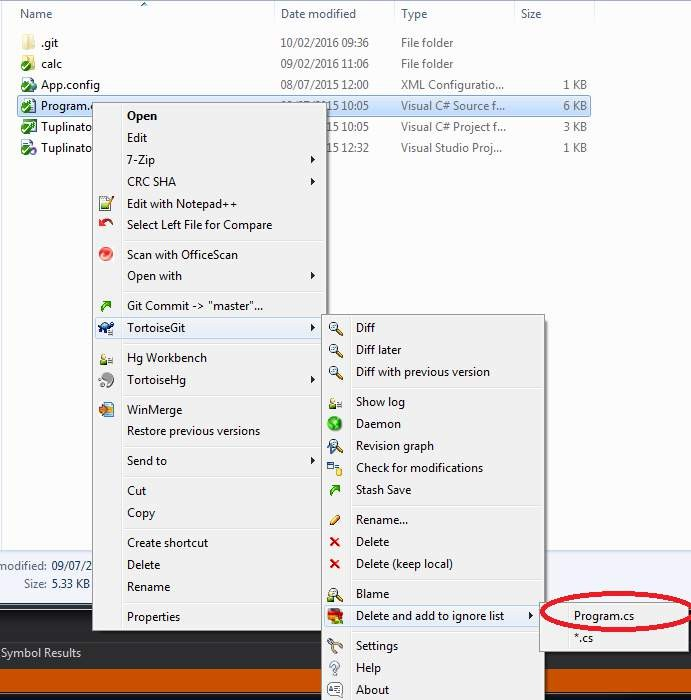 Name Date modified Type Size
.git 10/02/2016 09:36 File folder
calc 09/02/2016 11:06 File folder
App.config 08/07/2015 12:00 XML Configuratio... 1 KB
Program.c 10:05 Visual C# Source f... 6 KB
Tuplinato 15 10:05 Visual C# Project f... 3 KB
Tuplinato 15 12:32 Visual Studio Proj... 1 KB
Open
Edit
7-Zip
CRC SHA
Edit with Notepad++
Select Left File for Compare
Scan with OfficeScan
Open with
Git Commit -> "master"...
TortoiseGit
Hg Workbench
TortoiseHg
WinMerge
Restore previous versions
Send to
Cut
Copy
Create shortcut
Delete
Rename
Properties
Diff
Diff later
Diff with previous version
Show log
Daemon
Revision graph
Check for modifications
Stash Save
Rename...
Delete
Delete (keep local)
Blame
Delete and add to ignore list
Settings
Help
About
Program.cs
*.cs
modified: 09/07/2
Size: 5.33 KB
Symbol Results